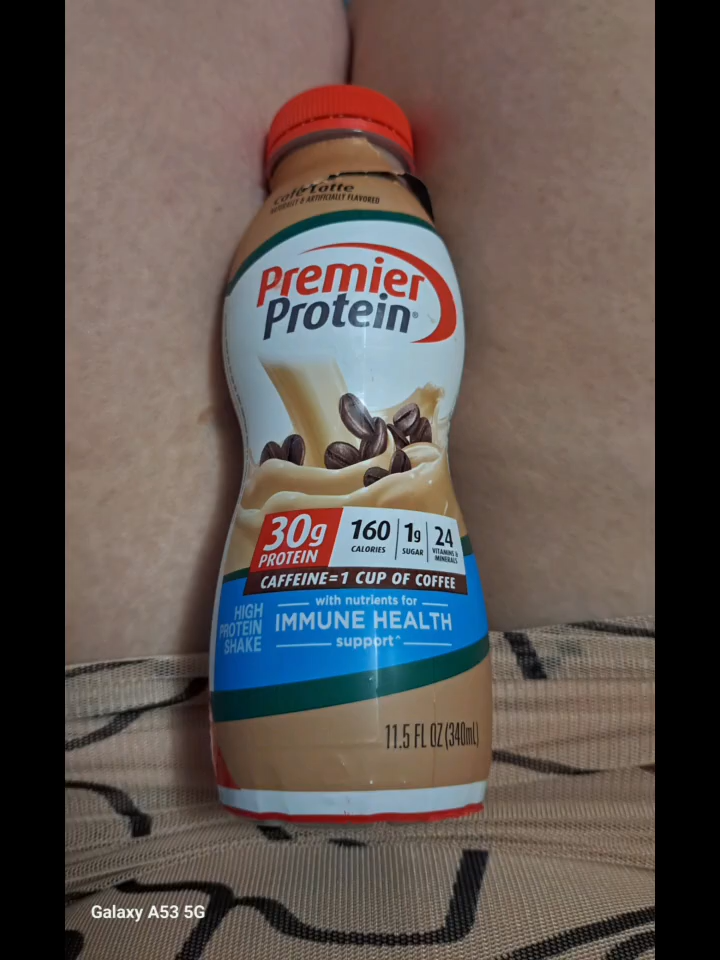 Café Latte
NATURALLY & ARTIFICIALLY FLAVORED
Premier
Protein®
30g
PROTEIN
160
CALORIES
1g
SUGAR
24
VITAMINS &
MINERALS
CAFFEINE=1 CUP OF COFFEE
HIGH
PROTEIN
SHAKE
with nutrients for
IMMUNE HEALTH
support^
11.5 FL OZ (340mL)
Galaxy A53 5G